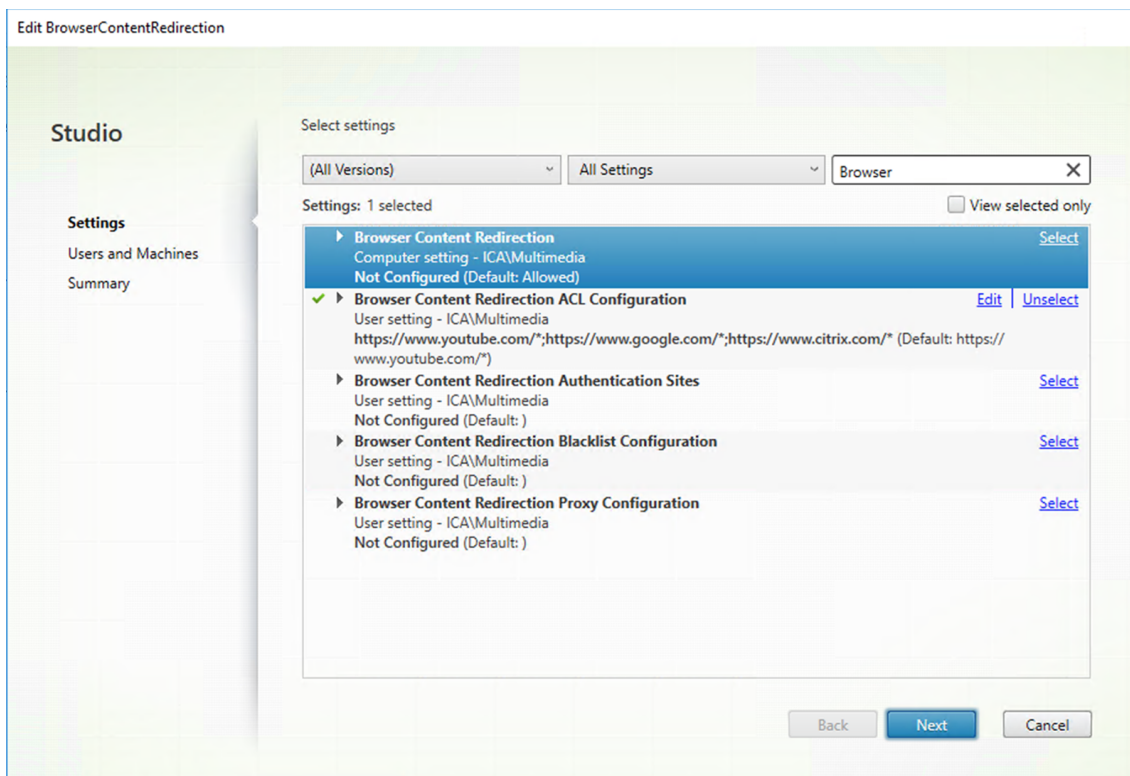 Edit BrowserContentRedirection
Studio
Settings
Users and Machines
Summary
Select settings
(All Versions)
All Settings
Browser
Settings: 1 selected
View selected only
Browser Content Redirection
Select
Computer setting - ICA\Multimedia
Not Configured (Default: Allowed)
Browser Content Redirection ACL Configuration
Edit
Unselect
User setting - ICA\Multimedia
https://www.youtube.com/*;https://www.google.com/*;https://www.citrix.com/* (Default: https://
www.youtube.com/*)
Browser Content Redirection Authentication Sites
Select
User setting - ICA\Multimedia
Not Configured (Default: )
Browser Content Redirection Blacklist Configuration
Select
User setting - ICA\Multimedia
Not Configured (Default: )
Browser Content Redirection Proxy Configuration
Select
User setting - ICA\Multimedia
Not Configured (Default: )
Back
Next
Cancel